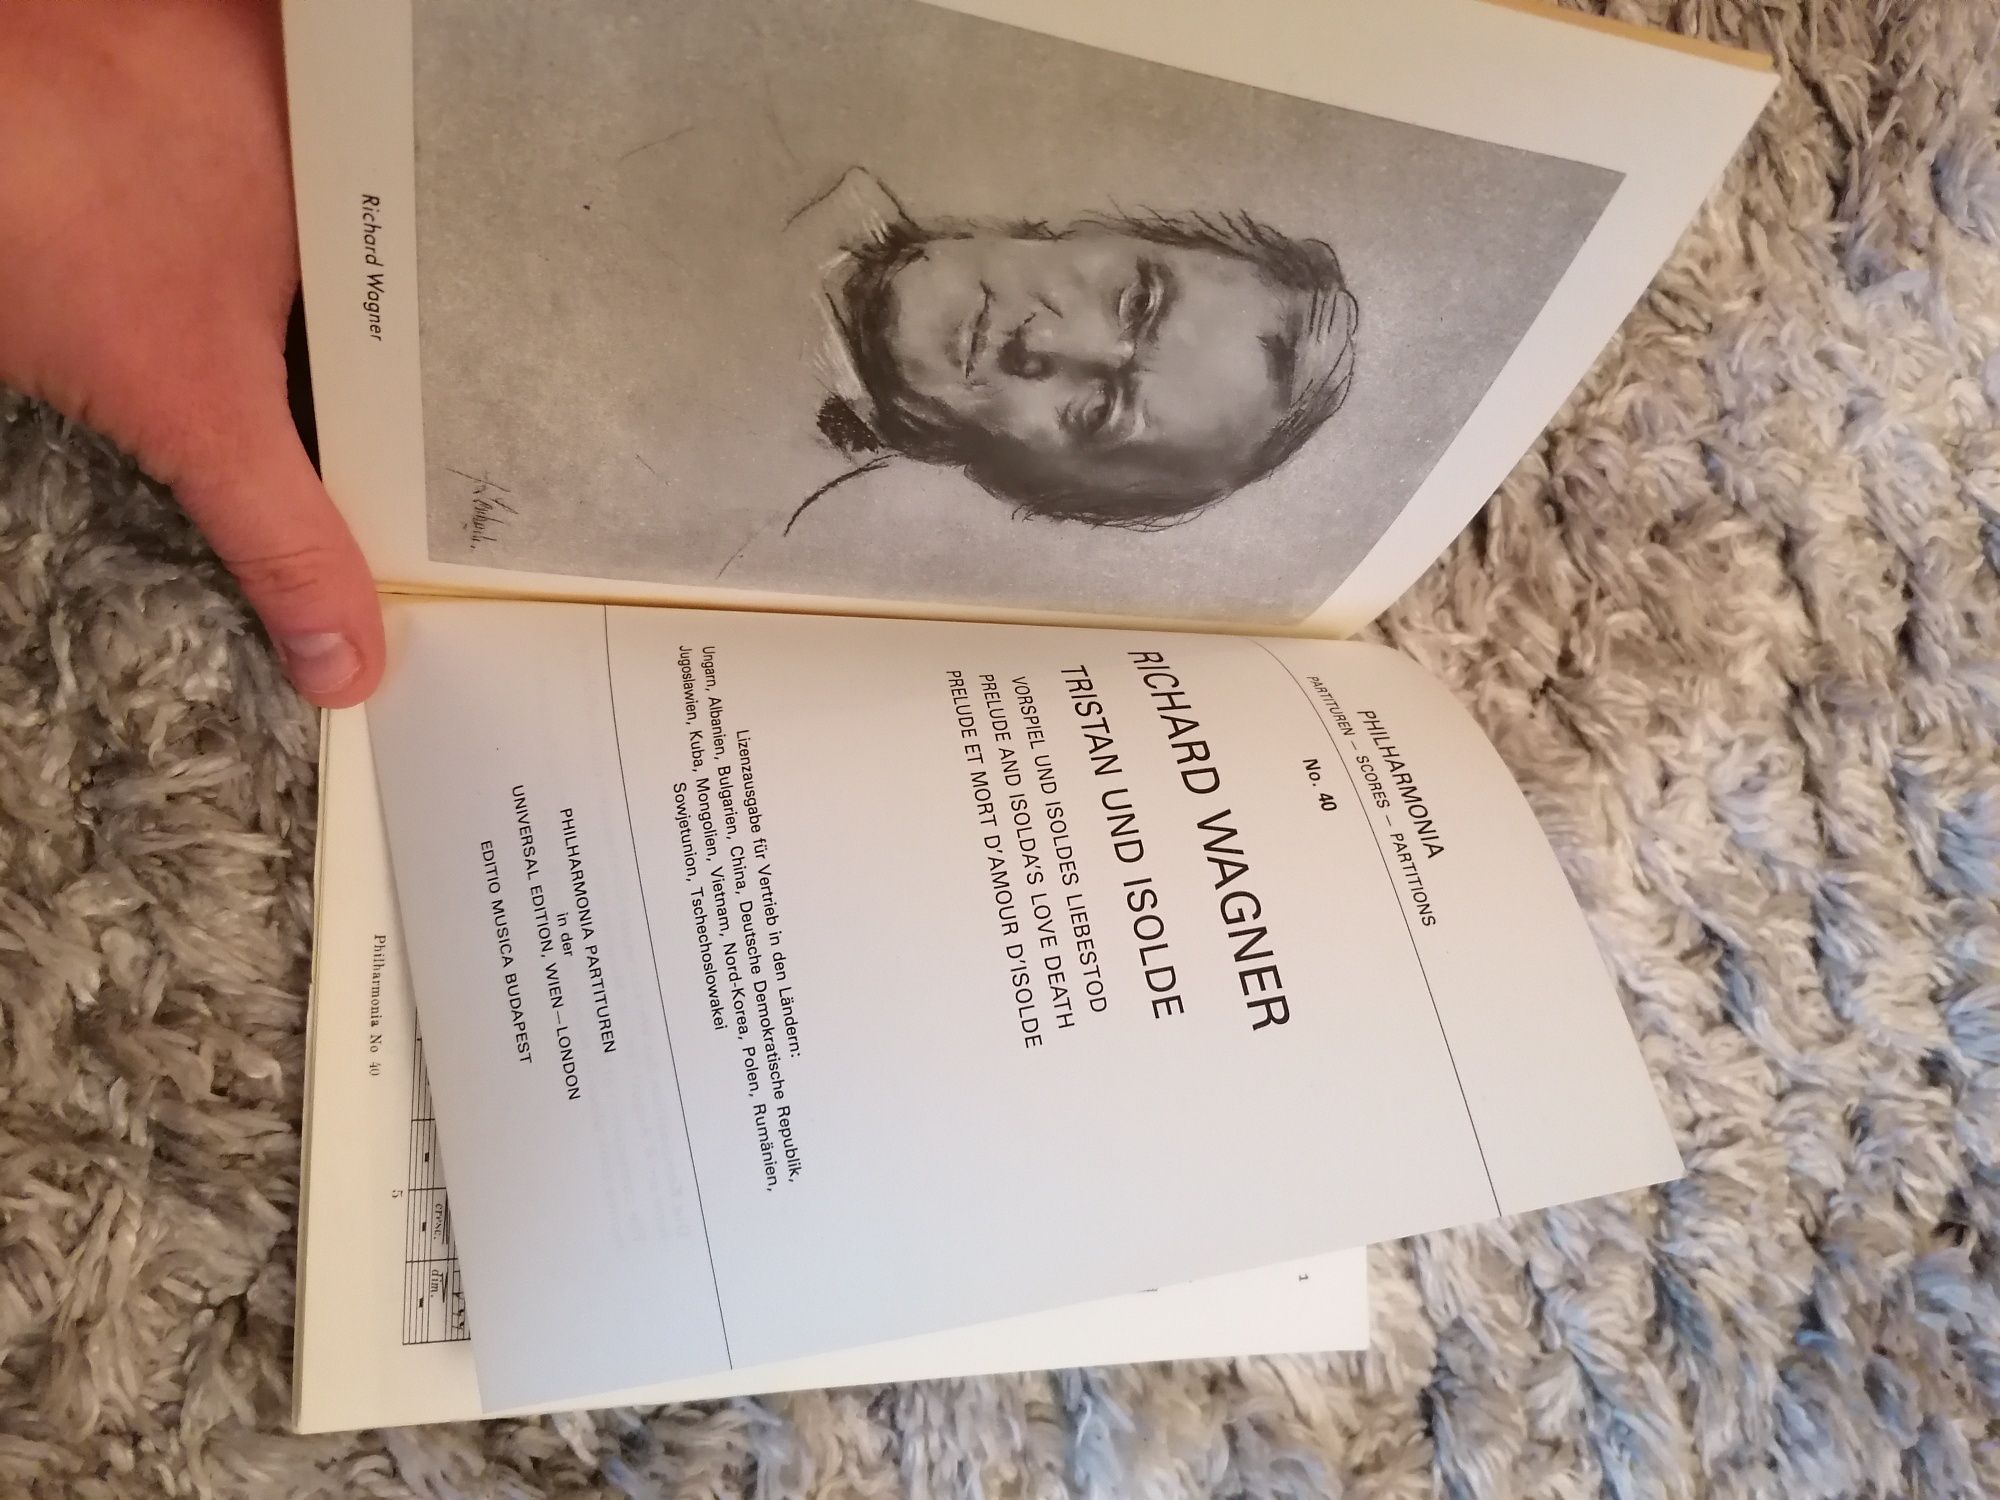 Richard Wagner
PHILHARMONIA
PARTITUREN – SCORES – PARTITIONS
No. 40
RICHARD WAGNER
TRISTAN UND ISOLDE
VORSPIEL UND ISOLDES LIEBESTOD
PRELUDE AND ISOLDA'S LOVE DEATH
PRELUDE ET MORT D'AMOUR D'ISOLDE
Lizenzausgabe für Vertrieb in den Ländern:
Ungarn, Albanien, Bulgarien, China, Deutsche Demokratische Republik,
Jugoslawien, Kuba, Mongolien, Vietnam, Nord-Korea, Polen, Rumänien,
Sowjetunion, Tschechoslowakei
PHILHARMONIA PARTITUREN
in der
UNIVERSAL EDITION, WIEN – LONDON
EDITIO MUSICA BUDAPEST
1
cresc.
dim.
5
Philharmonia No 40